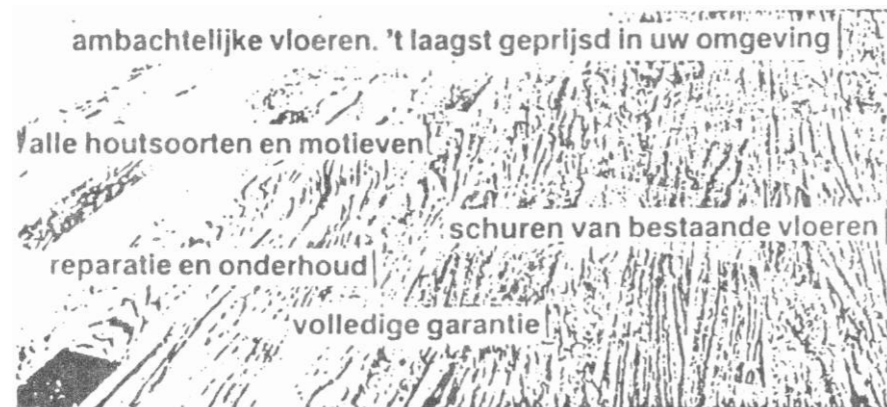 ambachtelijke vloeren. 't laagst geprijsd in uw omgeving
alle houtsoorten en motieven
schuren van bestaande vloeren
reparatie en onderhoud
volledige garantie